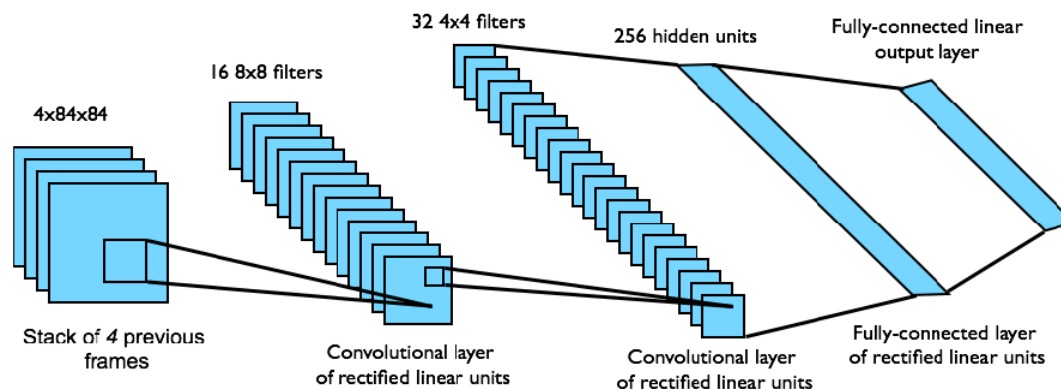 4x84x84
16 8x8 filters
32 4x4 filters
256 hidden units
Fully-connected linear
output layer
Stack of 4 previous
frames
Convolutional layer
of rectified linear units
Convolutional layer
of rectified linear units
Fully-connected layer
of rectified linear units